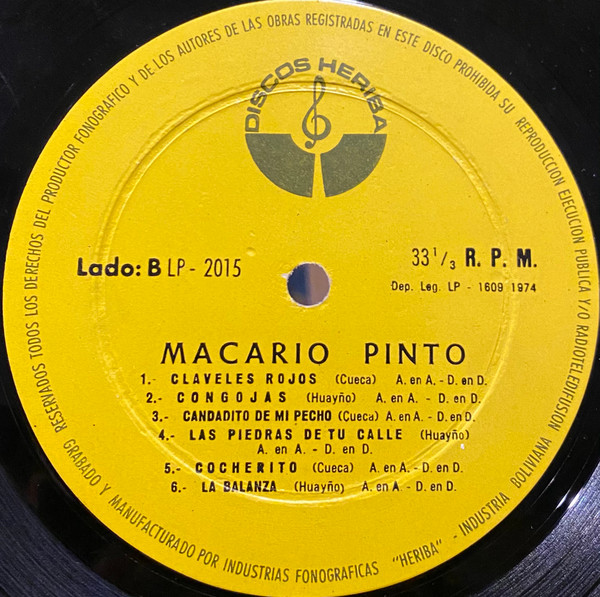 RESERVADOS TODOS LOS DERECHOS DEL PRODUCTOR FONOGRAFICO Y DE LOS AUTORES DE LAS OBRAS REGISTRADAS EN ESTE DISCO PROHIBIDA SU REPRODUCCION EJECUCION PUBLICA Y/O RADIOTELEDIFUSION
DISCOS HERIBA
Lado: B LP - 2015
33 1/3 R. P. M.
Dep. Leg. LP - 1609 1974
MACARIO PINTO
1.- CLAVELES ROJOS (Cueca) A. en A. - D. en D.
2.- CONGOJAS (Huayño) A. en A. - D. en D.
3.- CANDADITO DE MI PECHO (Cueca) A. en A. - D. en D.
4.- LAS PIEDRAS DE TU CALLE (Huayño)
A. en A. - D. en D.
5.- COCHERITO (Cueca) A. en A. - D. en D.
6.- LA BALANZA (Huayño) A. en A - D. en D.
GRABADO Y MANUFACTURADO POR INDUSTRIAS FONOGRAFICAS "HERIBA" - INDUSTRIA BOLIVIANA